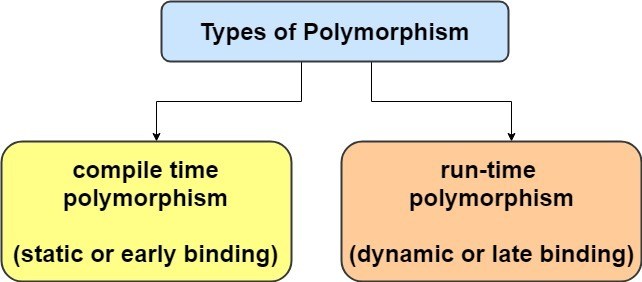 Types of Polymorphism
compile time
polymorphism
(static or early binding)
run-time
polymorphism
(dynamic or late binding)